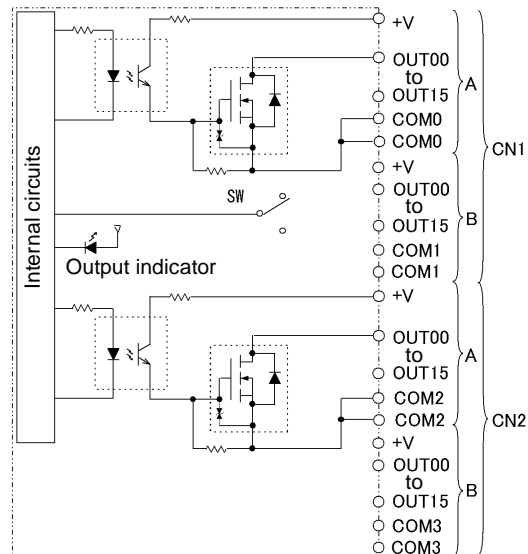 Internal circuits
+V
OUT00
to
OUT15
COM0
COM0
A
+V
OUT00
to
OUT15
COM1
COM1
B
CN1
SW
Output indicator
+V
OUT00
to
OUT15
COM2
COM2
A
+V
OUT00
to
OUT15
COM3
COM3
B
CN2